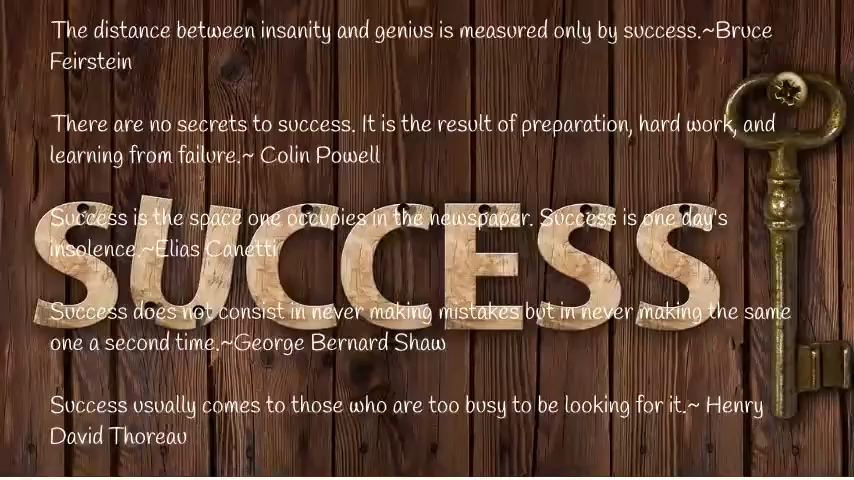 The distance between insanity and genius is measured only by success.~Bruce
Feirstein
There are no secrets to success. It is the result of preparation, hard work, and
learning from failure.~ Colin Powell
Success is the space one occupies in the newspaper. Success is one day's
insolence.~Elias Canetti
SUCCESS
Success does not consist in never making mistakes but in never making the same
one a second time.~George Bernard Shaw
Success usually comes to those who are too busy to be looking for it.~ Henry
David Thoreau